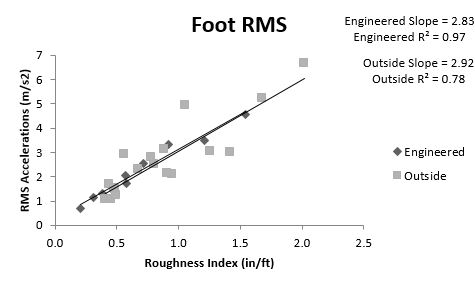 Foot RMS
Engineered Slope = 2.83
Engineered R² = 0.97
Outside Slope = 2.92
Outside R² = 0.78
RMS Accelerations (m/s2)
7
6
5
4
3
2
1
0
0.0 0.5 1.0 1.5 2.0 2.5
Roughness Index (in/ft)
Engineered
Outside